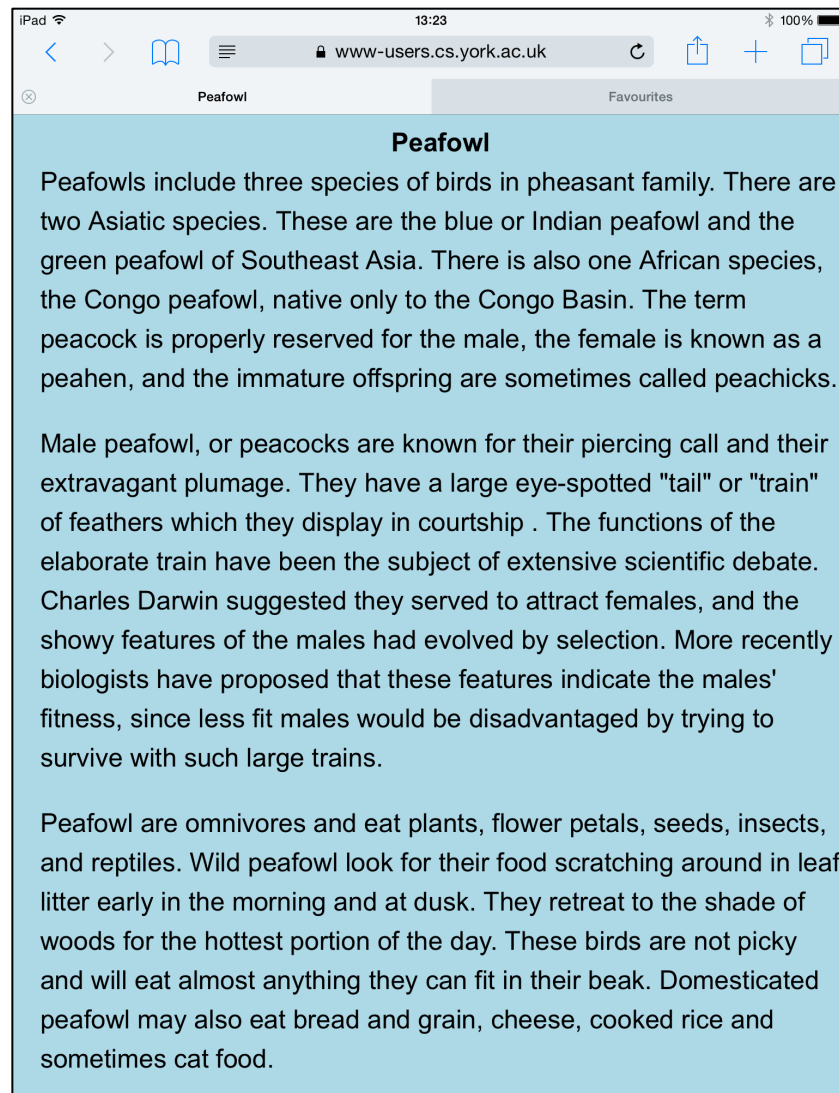 iPad 13:23 100%
www-users.cs.york.ac.uk
Peafowl Favourites
Peafowl
Peafowls include three species of birds in pheasant family. There are
two Asiatic species. These are the blue or Indian peafowl and the
green peafowl of Southeast Asia. There is also one African species,
the Congo peafowl, native only to the Congo Basin. The term
peacock is properly reserved for the male, the female is known as a
peahen, and the immature offspring are sometimes called peachicks.
Male peafowl, or peacocks are known for their piercing call and their
extravagant plumage. They have a large eye-spotted "tail" or "train"
of feathers which they display in courtship . The functions of the
elaborate train have been the subject of extensive scientific debate.
Charles Darwin suggested they served to attract females, and the
showy features of the males had evolved by selection. More recently
biologists have proposed that these features indicate the males'
fitness, since less fit males would be disadvantaged by trying to
survive with such large trains.
Peafowl are omnivores and eat plants, flower petals, seeds, insects,
and reptiles. Wild peafowl look for their food scratching around in leaf
litter early in the morning and at dusk. They retreat to the shade of
woods for the hottest portion of the day. These birds are not picky
and will eat almost anything they can fit in their beak. Domesticated
peafowl may also eat bread and grain, cheese, cooked rice and
sometimes cat food.